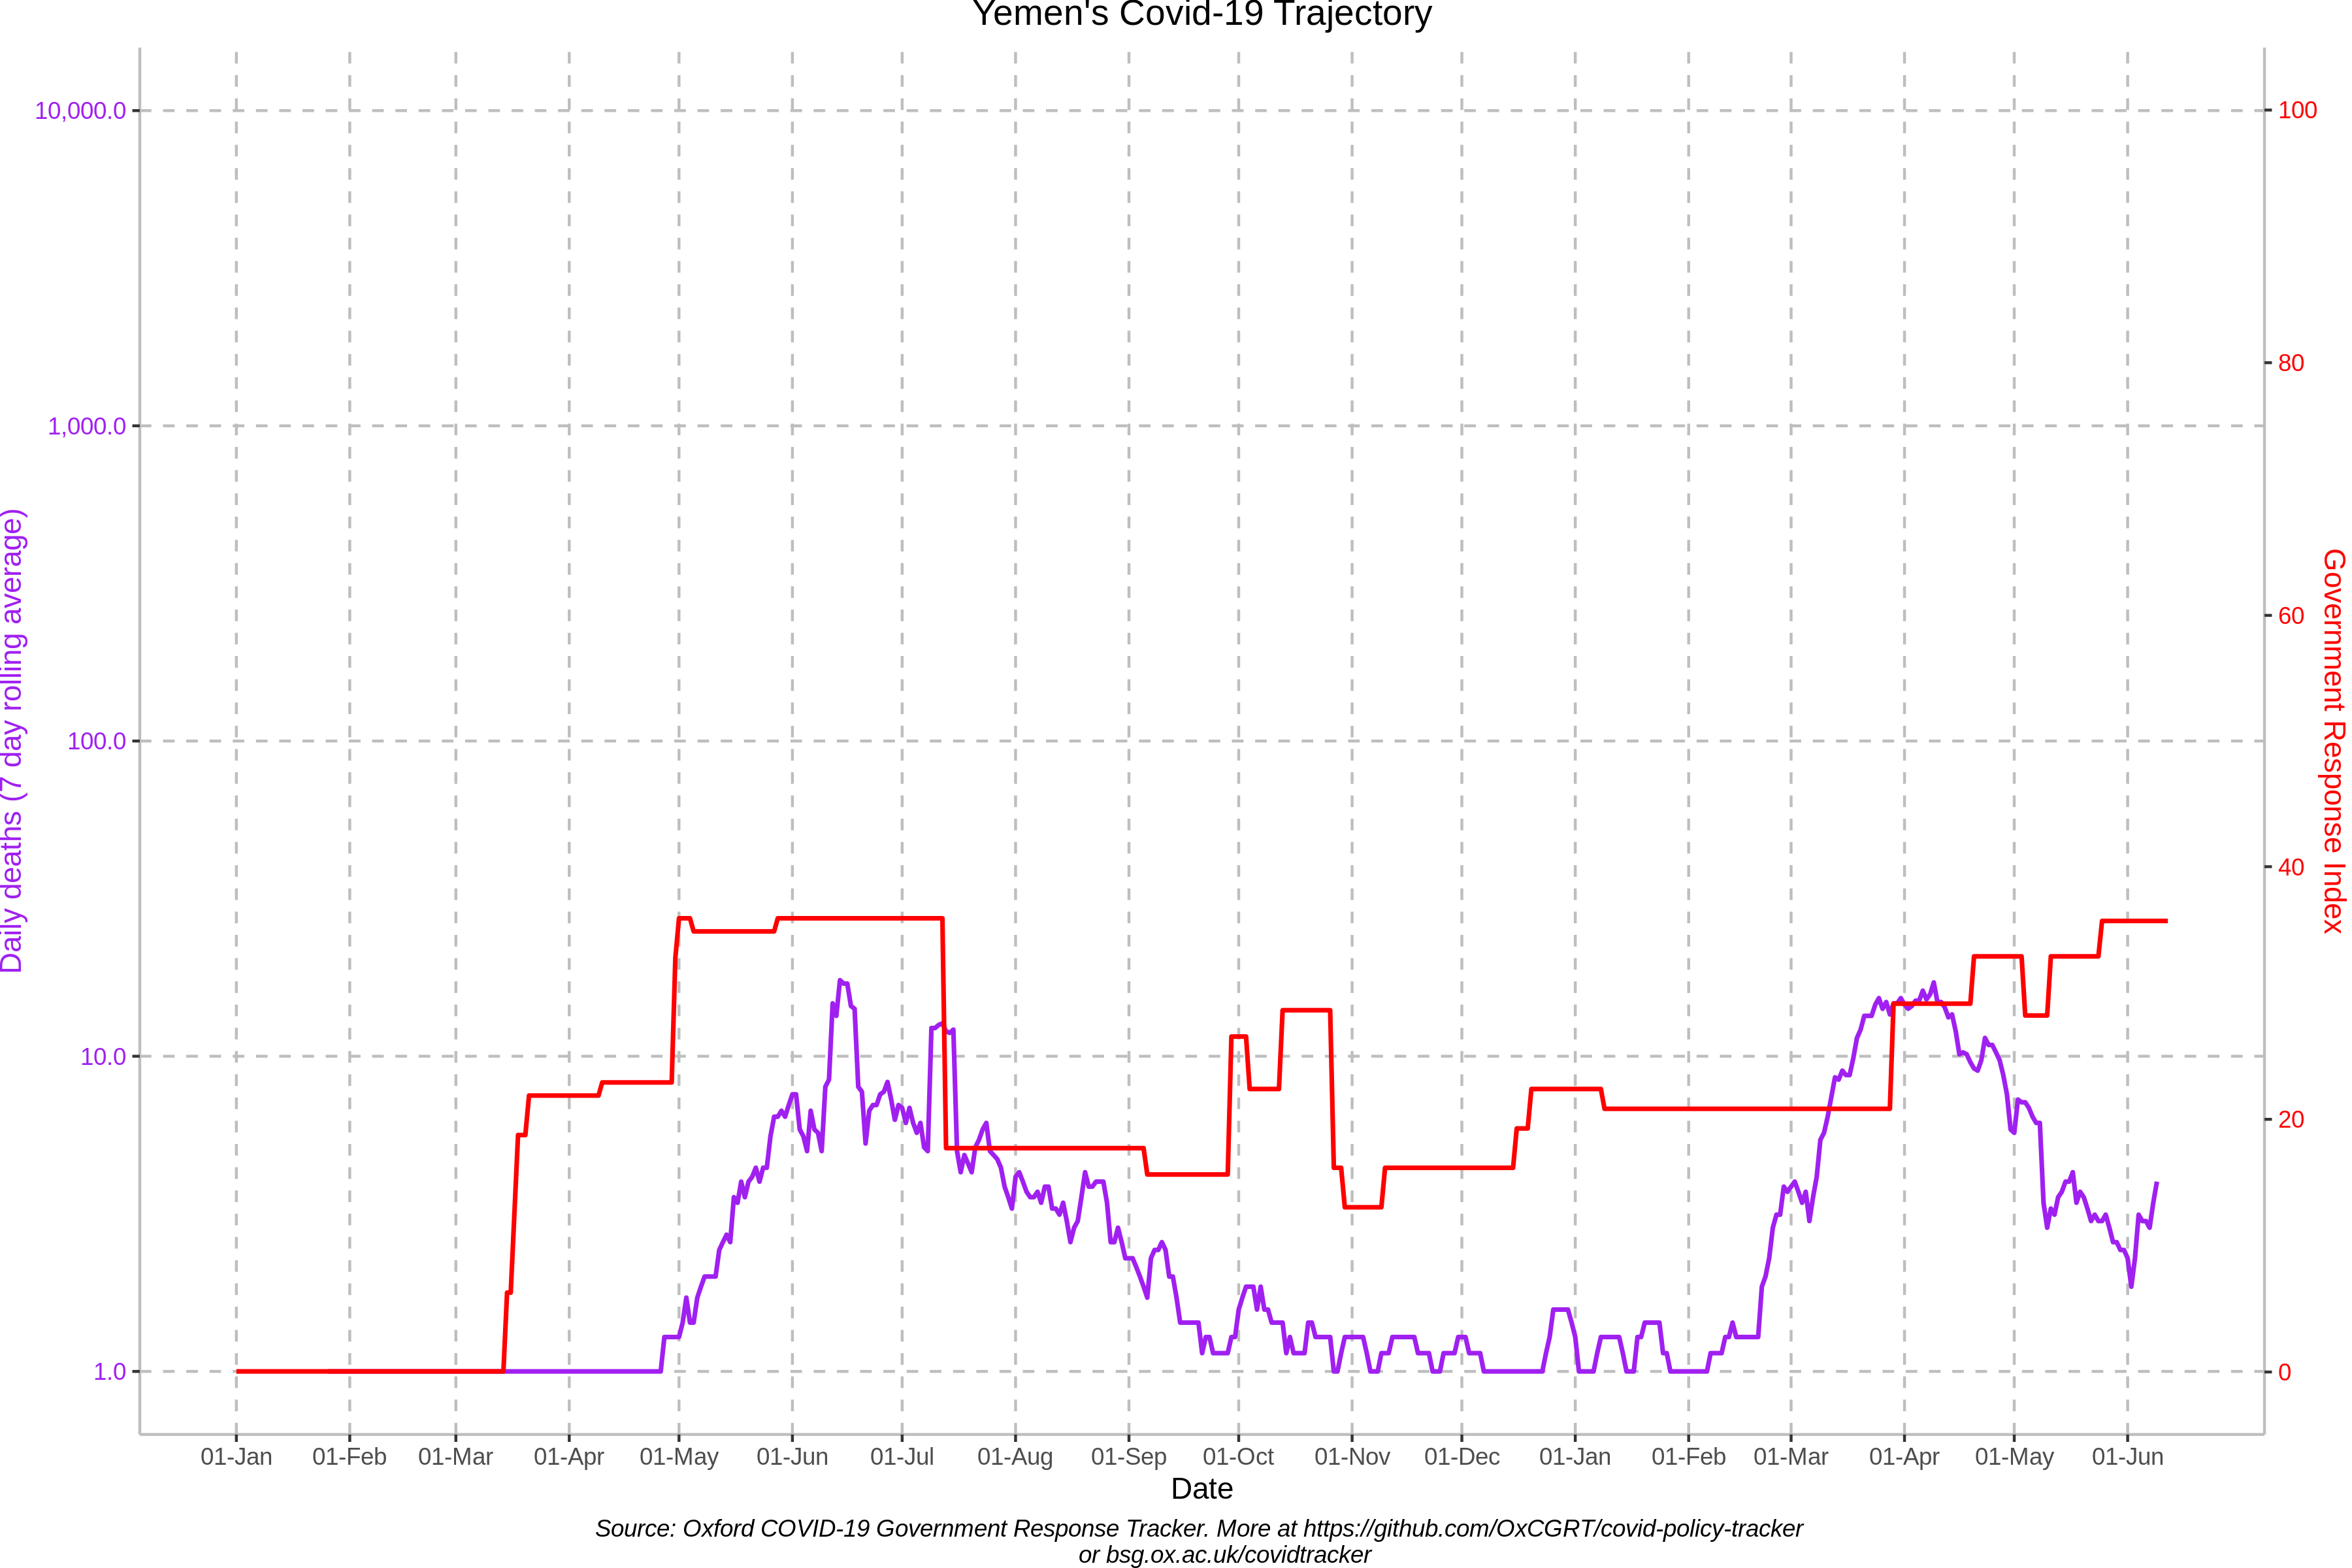 Yemen's Covid-19 Trajectory
10,000.0
1,000.0
100.0
10.0
1.0
Daily deaths (7 day rolling average)
100
80
60
40
20
0
Government Response Index
01-Jan 01-Feb 01-Mar 01-Apr 01-May 01-Jun 01-Jul 01-Aug 01-Sep 01-Oct 01-Nov 01-Dec 01-Jan 01-Feb 01-Mar 01-Apr 01-May 01-Jun
Date
Source: Oxford COVID-19 Government Response Tracker. More at https://github.com/OxCGRT/covid-policy-tracker
or bsg.ox.ac.uk/covidtracker